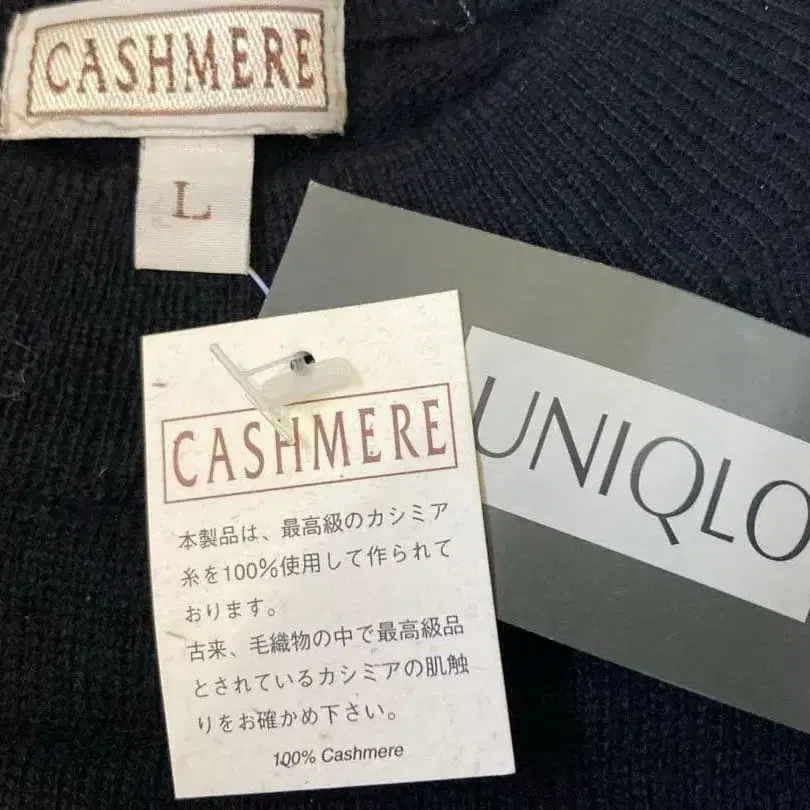 CASHMERE
L
UNIQLO
CASHMERE
本製品は、最高級のカシミア
糸を100%使用して作られて
おります。
古来、毛織物の中で最高級品
とされているカシミアの肌触
りをお確かめ下さい。
100% Cashmere